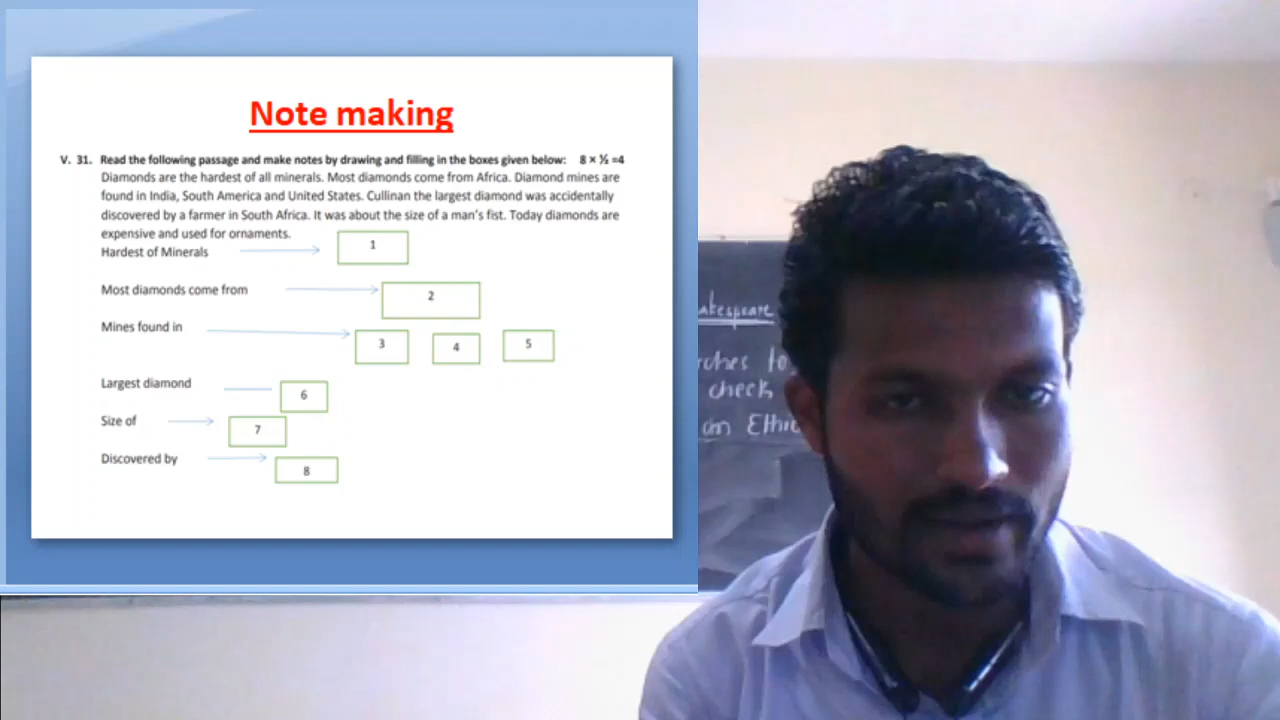 Note making
V. 31. Read the following passage and make notes by drawing and filling in the boxes given below: 8 × ½ =4
Diamonds are the hardest of all minerals. Most diamonds come from Africa. Diamond mines are
found in India, South America and United States. Cullinan the largest diamond was accidentally
discovered by a farmer in South Africa. It was about the size of a man's fist. Today diamonds are
expensive and used for ornaments.
Hardest of Minerals 1
Most diamonds come from 2
Mines found in 3 4 5
Largest diamond 6
Size of 7
Discovered by 8
akespeare
ches to
check
an Ethic